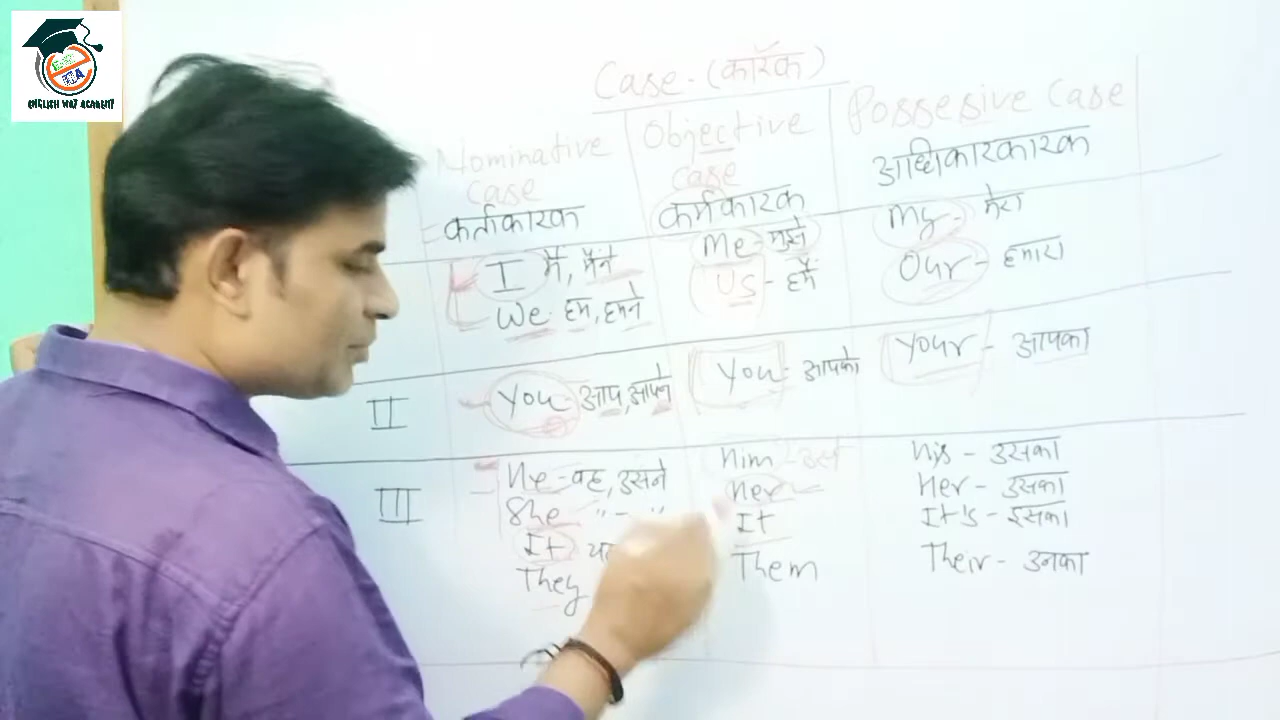 ENGLISH WAY ACADEMY
Case-(कॉरक)
Nominative Case
कर्ताकारक
Objective case
कर्मकारक
Possesive Case
आधिकारकारक
I मैं, मैंने
Me- मुझे
My- मेरा
We- हम, हमने
US- हमें
Our- हमारा
II
You- आप, आपने
You- आपको
Your- आपका
III
He- वह, उसने
Him-
His- उसका
She " - "
Her
Her- उसका
It
It
It's- इसका
They
Them
Their- उनका